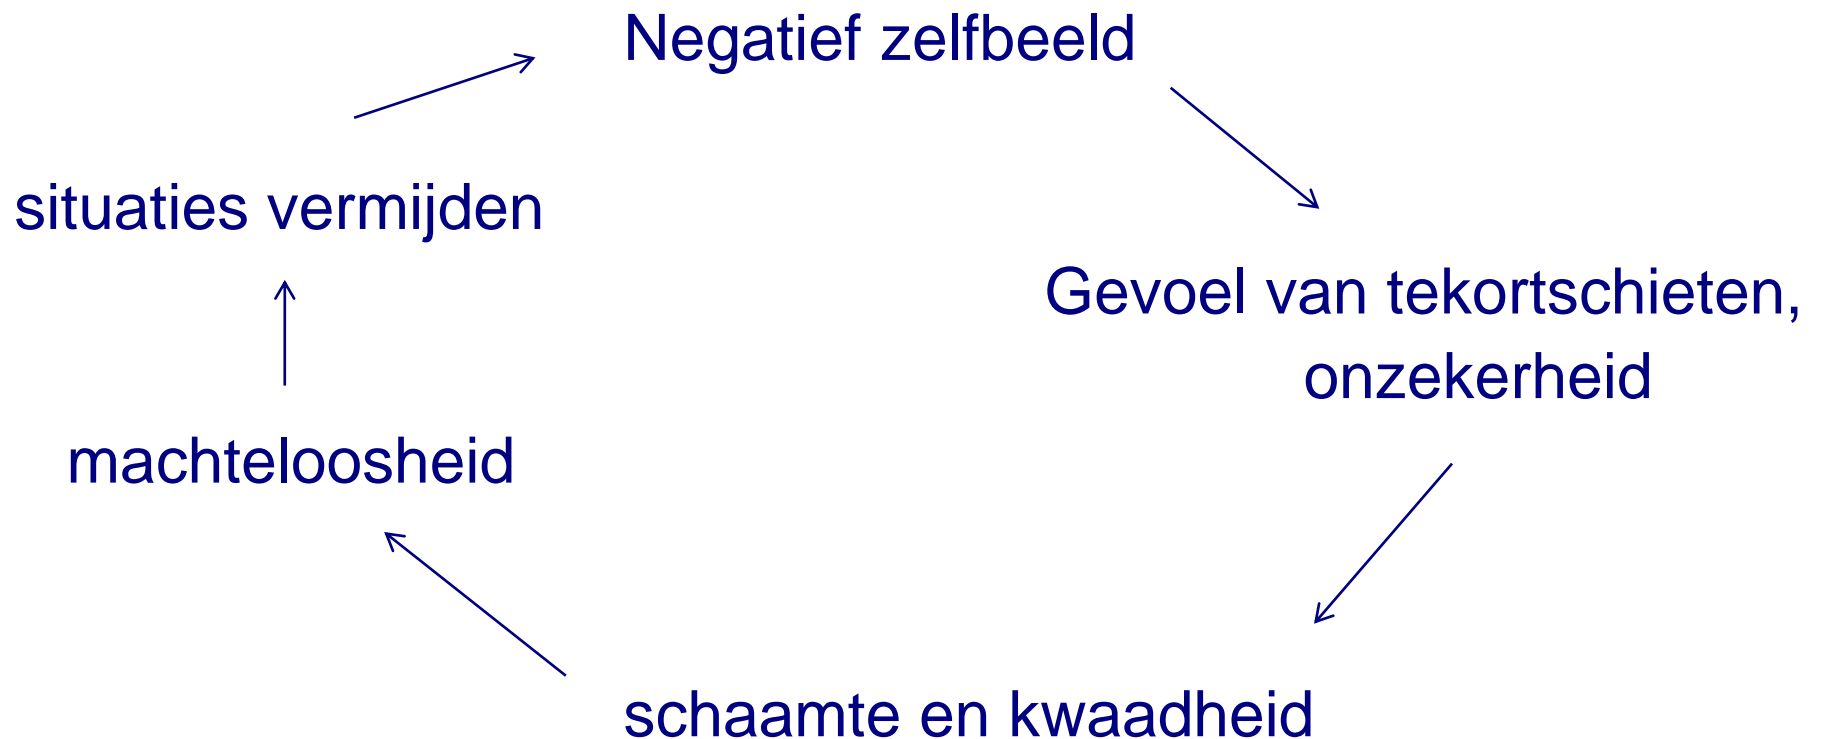 Negatief zelfbeeld
situaties vermijden
Gevoel van tekortschieten,
onzekerheid
machteloosheid
schaamte en kwaadheid